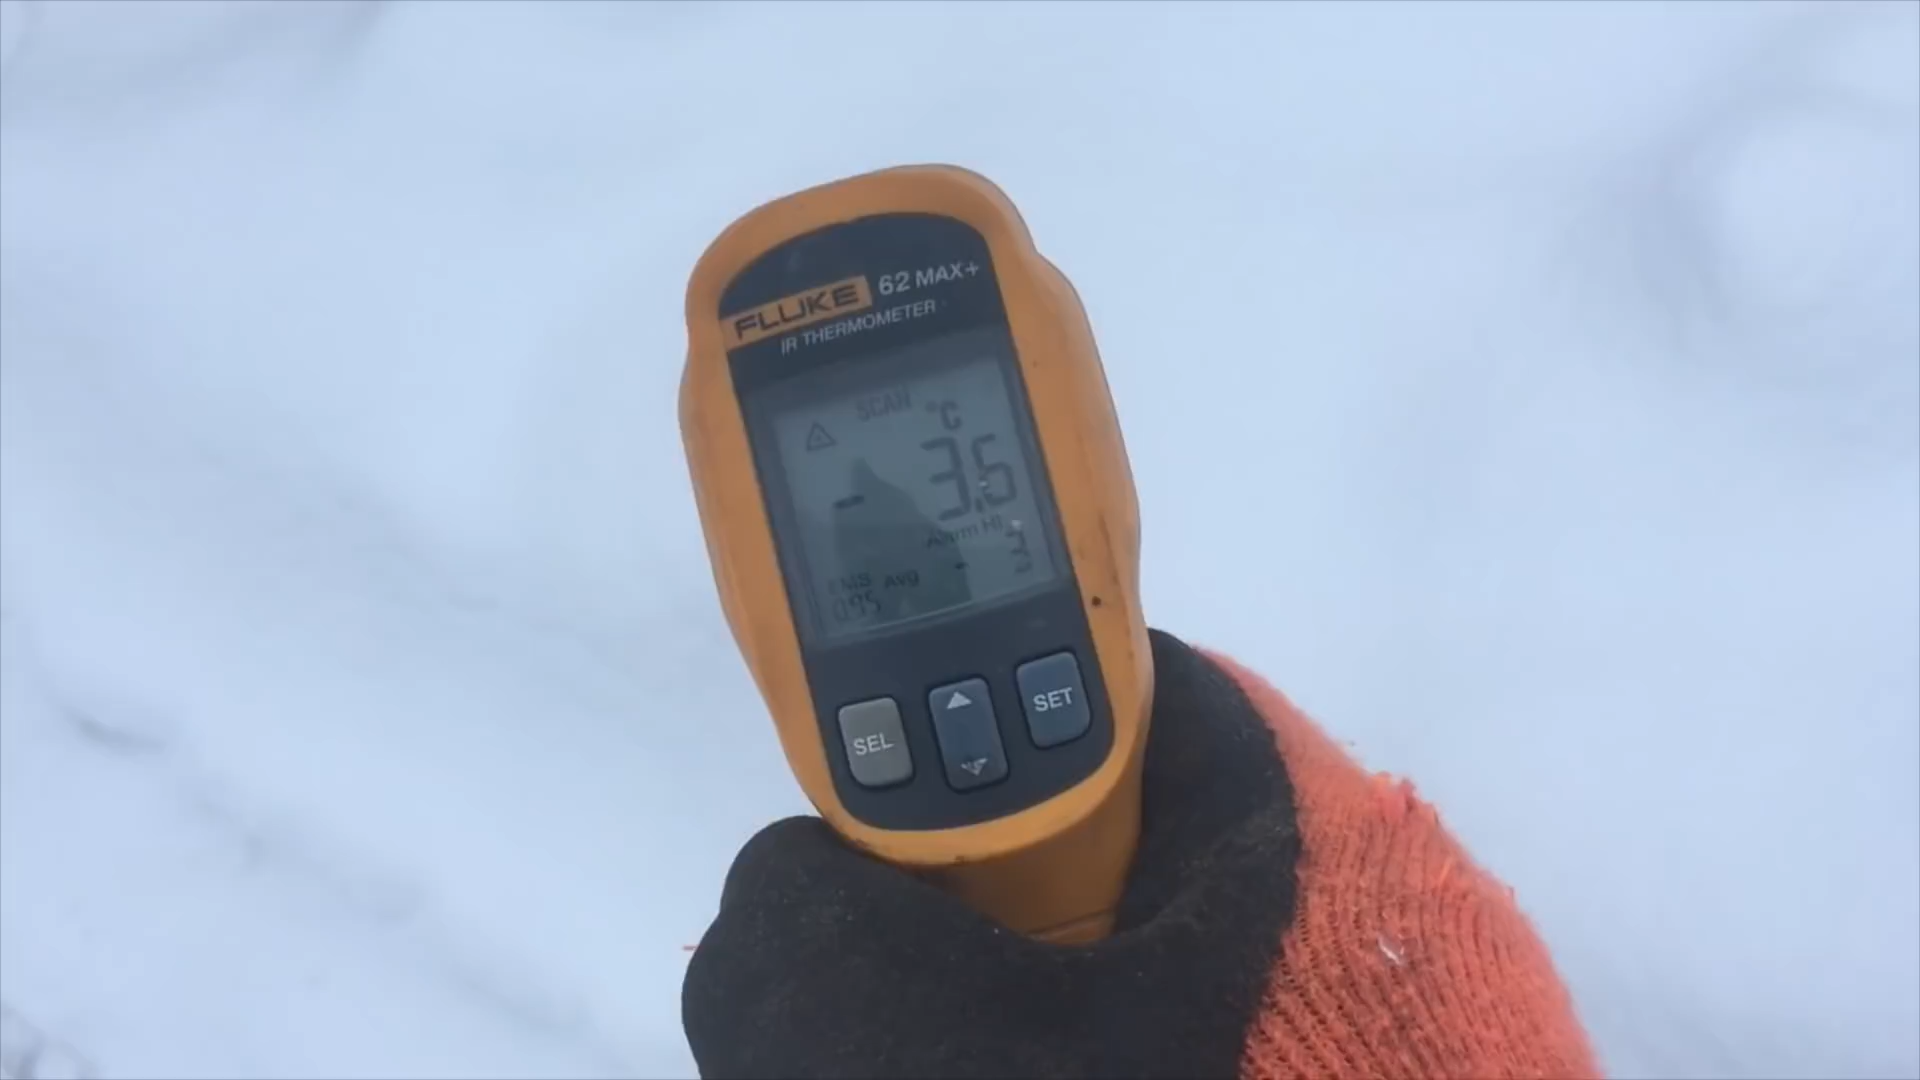 FLUKE 62 MAX+
IR THERMOMETER
SCAN
°C
- 3.6
Alarm HI
EMS Avg
0.95
SEL
SET